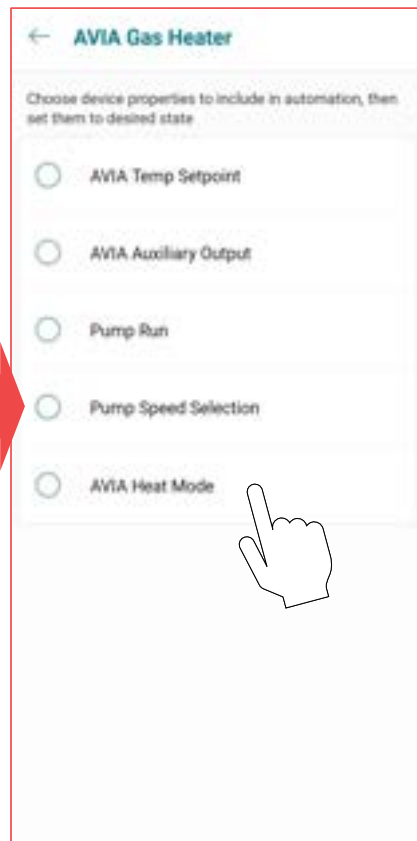 AVIA Gas Heater
Choose device properties to include in automation, then
set them to desired state
AVIA Temp Setpoint
AVIA Auxiliary Output
Pump Run
Pump Speed Selection
AVIA Heat Mode